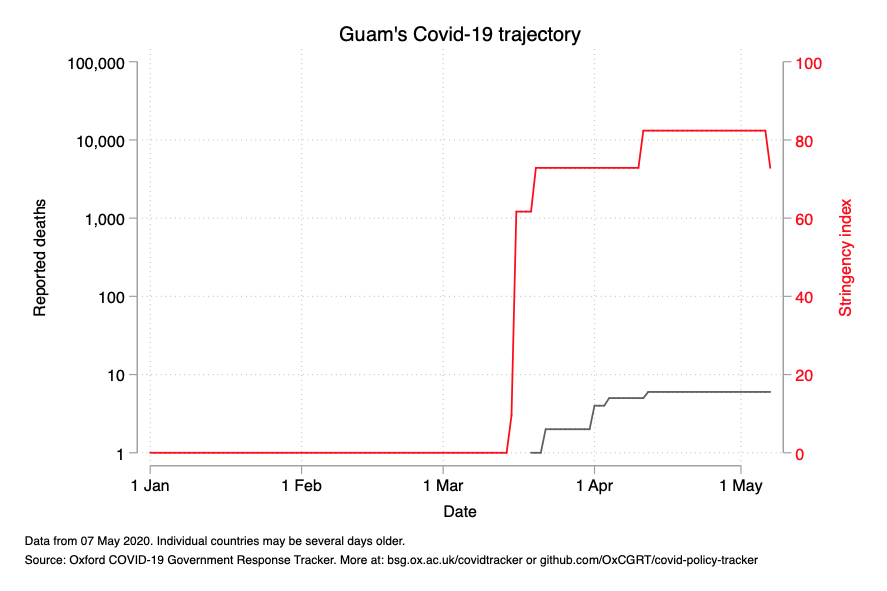 Guam's Covid-19 trajectory
100,000
10,000
1,000
100
10
1
Reported deaths
100
80
60
40
20
0
Stringency index
1 Jan
1 Feb
1 Mar
1 Apr
1 May
Date
Data from 07 May 2020. Individual countries may be several days older.
Source: Oxford COVID-19 Government Response Tracker. More at: bsg.ox.ac.uk/covidtracker or github.com/OxCGRT/covid-policy-tracker